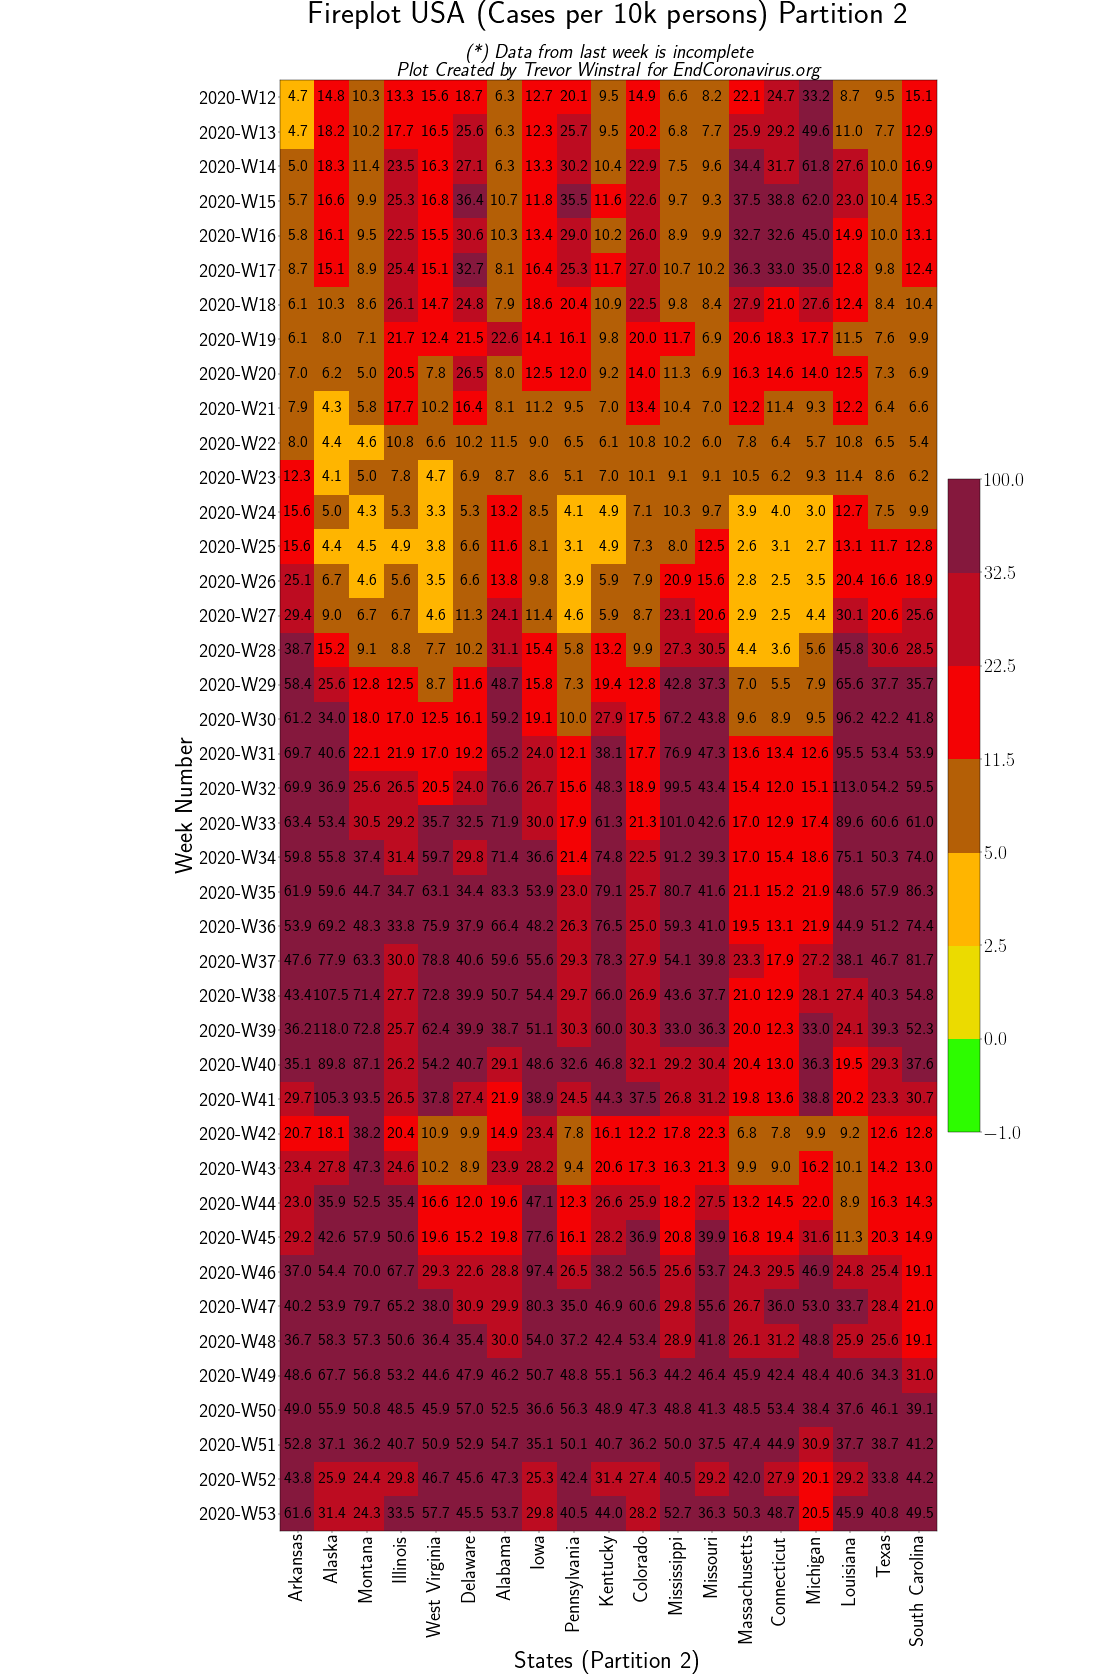 Fireplot USA (Cases per 10k persons) Partition 2
(*) Data from last week is incomplete
Plot Created by Trevor Winstral for EndCoronavirus.org
2020-W12 4.7 14.8 10.3 13.3 15.6 18.7 6.3 12.7 20.1 9.5 14.9 6.6 8.2 22.1 24.7 33.2 8.7 9.5 15.1
2020-W13 4.7 18.2 10.2 17.7 16.5 25.6 6.3 12.3 25.7 9.5 20.2 6.8 7.7 25.9 29.2 49.6 11.0 7.7 12.9
2020-W14 5.0 18.3 11.4 23.5 16.3 27.1 6.3 13.3 30.2 10.4 22.9 7.5 9.6 34.4 31.7 61.8 27.6 10.0 16.9
2020-W15 5.7 16.6 9.9 25.3 16.8 36.4 10.7 11.8 35.5 11.6 22.6 9.7 9.3 37.5 38.8 62.0 23.0 10.4 15.3
2020-W16 5.8 16.1 9.5 22.5 15.5 30.6 10.3 13.4 29.0 10.2 26.0 8.9 9.9 32.7 32.6 45.0 14.9 10.0 13.1
2020-W17 8.7 15.1 8.9 25.4 15.1 32.7 8.1 16.4 25.3 11.7 27.0 10.7 10.2 36.3 33.0 35.0 12.8 9.8 12.4
2020-W18 6.1 10.3 8.6 26.1 14.7 24.8 7.9 18.6 20.4 10.9 22.5 9.8 8.4 27.9 21.0 27.6 12.4 8.4 10.4
2020-W19 6.1 8.0 7.1 21.7 12.4 21.5 22.6 14.1 16.1 9.8 20.0 11.7 6.9 20.6 18.3 17.7 11.5 7.6 9.9
2020-W20 7.0 6.2 5.0 20.5 7.8 26.5 8.0 12.5 12.0 9.2 14.0 11.3 6.9 16.3 14.6 14.0 12.5 7.3 6.9
2020-W21 7.9 4.3 5.8 17.7 10.2 16.4 8.1 11.2 9.5 7.0 13.4 10.4 7.0 12.2 11.4 9.3 12.2 6.4 6.6
2020-W22 8.0 4.4 4.6 10.8 6.6 10.2 11.5 9.0 6.5 6.1 10.8 10.2 6.0 7.8 6.4 5.7 10.8 6.5 5.4
2020-W23 12.3 4.1 5.0 7.8 4.7 6.9 8.7 8.6 5.1 7.0 10.1 9.1 9.1 10.5 6.2 9.3 11.4 8.6 6.2
2020-W24 15.6 5.0 4.3 5.3 3.3 5.3 13.2 8.5 4.1 4.9 7.1 10.3 9.7 3.9 4.0 3.0 12.7 7.5 9.9
2020-W25 15.6 4.4 4.5 4.9 3.8 6.6 11.6 8.1 3.1 4.9 7.3 8.0 12.5 2.6 3.1 2.7 13.1 11.7 12.8
2020-W26 25.1 6.7 4.6 5.6 3.5 6.6 13.8 9.8 3.9 5.9 7.9 20.9 15.6 2.8 2.5 3.5 20.4 16.6 18.9
2020-W27 29.4 9.0 6.7 6.7 4.6 11.3 24.1 11.4 4.6 5.9 8.7 23.1 20.6 2.9 2.5 4.4 30.1 20.6 25.6
2020-W28 38.7 15.2 9.1 8.8 7.7 10.2 31.1 15.4 5.8 13.2 9.9 27.3 30.5 4.4 3.6 5.6 45.8 30.6 28.5
2020-W29 58.4 25.6 12.8 12.5 8.7 11.6 48.7 15.8 7.3 19.4 12.8 42.8 37.3 7.0 5.5 7.9 65.6 37.7 35.7
2020-W30 61.2 34.0 18.0 17.0 12.5 16.1 59.2 19.1 10.0 27.9 17.5 67.2 43.8 9.6 8.9 9.5 96.2 42.2 41.8
2020-W31 69.7 40.6 22.1 21.9 17.0 19.2 65.2 24.0 12.1 38.1 17.7 76.9 47.3 13.6 13.4 12.6 95.5 53.4 53.9
2020-W32 69.9 36.9 25.6 26.5 20.5 24.0 76.6 26.7 15.6 48.3 18.9 99.5 43.4 15.4 12.0 15.1 113.0 54.2 59.5
2020-W33 63.4 53.4 30.5 29.2 35.7 32.5 71.9 30.0 17.9 61.3 21.3 101.0 42.6 17.0 12.9 17.4 89.6 60.6 61.0
2020-W34 59.8 55.8 37.4 31.4 59.7 29.8 71.4 36.6 21.4 74.8 22.5 91.2 39.3 17.0 15.4 18.6 75.1 50.3 74.0
2020-W35 61.9 59.6 44.7 34.7 63.1 34.4 83.3 53.9 23.0 79.1 25.7 80.7 41.6 21.1 15.2 21.9 48.6 57.9 86.3
2020-W36 53.9 69.2 48.3 33.8 75.9 37.9 66.4 48.2 26.3 76.5 25.0 59.3 41.0 19.5 13.1 21.9 44.9 51.2 74.4
2020-W37 47.6 77.9 63.3 30.0 78.8 40.6 59.6 55.6 29.3 78.3 27.9 54.1 39.8 23.3 17.9 27.2 38.1 46.7 81.7
2020-W38 43.4 107.5 71.4 27.7 72.8 39.9 50.7 54.4 29.7 66.0 26.9 43.6 37.7 21.0 12.9 28.1 27.4 40.3 54.8
2020-W39 36.2 118.0 72.8 25.7 62.4 39.9 38.7 51.1 30.3 60.0 30.3 33.0 36.3 20.0 12.3 33.0 24.1 39.3 52.3
2020-W40 35.1 89.8 87.1 26.2 54.2 40.7 29.1 48.6 32.6 46.8 32.1 29.2 30.4 20.4 13.0 36.3 19.5 29.3 37.6
2020-W41 29.7 105.3 93.5 26.5 37.8 27.4 21.9 38.9 24.5 44.3 37.5 26.8 31.2 19.8 13.6 38.8 20.2 23.3 30.7
2020-W42 20.7 18.1 38.2 20.4 10.9 9.9 14.9 23.4 7.8 16.1 12.2 17.8 22.3 6.8 7.8 9.9 9.2 12.6 12.8
2020-W43 23.4 27.8 47.3 24.6 10.2 8.9 23.9 28.2 9.4 20.6 17.3 16.3 21.3 9.9 9.0 16.2 10.1 14.2 13.0
2020-W44 23.0 35.9 52.5 35.4 16.6 12.0 19.6 47.1 12.3 26.6 25.9 18.2 27.5 13.2 14.5 22.0 8.9 16.3 14.3
2020-W45 29.2 42.6 57.9 50.6 19.6 15.2 19.8 77.6 16.1 28.2 36.9 20.8 39.9 16.8 19.4 31.6 11.3 20.3 14.9
2020-W46 37.0 54.4 70.0 67.7 29.3 22.6 28.8 97.4 26.5 38.2 56.5 25.6 53.7 24.3 29.5 46.9 24.8 25.4 19.1
2020-W47 40.2 53.9 79.7 65.2 38.0 30.9 29.9 80.3 35.0 46.9 60.6 29.8 55.6 26.7 36.0 53.0 33.7 28.4 21.0
2020-W48 36.7 58.3 57.3 50.6 36.4 35.4 30.0 54.0 37.2 42.4 53.4 28.9 41.8 26.1 31.2 48.8 25.9 25.6 19.1
2020-W49 48.6 67.7 56.8 53.2 44.6 47.9 46.2 50.7 48.8 55.1 56.3 44.2 46.4 45.9 42.4 48.4 40.6 34.3 31.0
2020-W50 49.0 55.9 50.8 48.5 45.9 57.0 52.5 36.6 56.3 48.9 47.3 48.8 41.3 48.5 53.4 38.4 37.6 46.1 39.1
2020-W51 52.8 37.1 36.2 40.7 50.9 52.9 54.7 35.1 50.1 40.7 36.2 50.0 37.5 47.4 44.9 30.9 37.7 38.7 41.2
2020-W52 43.8 25.9 24.4 29.8 46.7 45.6 47.3 25.3 42.4 31.4 27.4 40.5 29.2 42.0 27.9 20.1 29.2 33.8 44.2
2020-W53 61.6 31.4 24.3 33.5 57.7 45.5 53.7 29.8 40.5 44.0 28.2 52.7 36.3 50.3 48.7 20.5 45.9 40.8 49.5
Week Number
Arkansas Alaska Montana Illinois West Virginia Delaware Alabama Iowa Pennsylvania Kentucky Colorado Mississippi Missouri Massachusetts Connecticut Michigan Louisiana Texas South Carolina
States (Partition 2)
100.0
32.5
22.5
11.5
5.0
2.5
0.0
−1.0